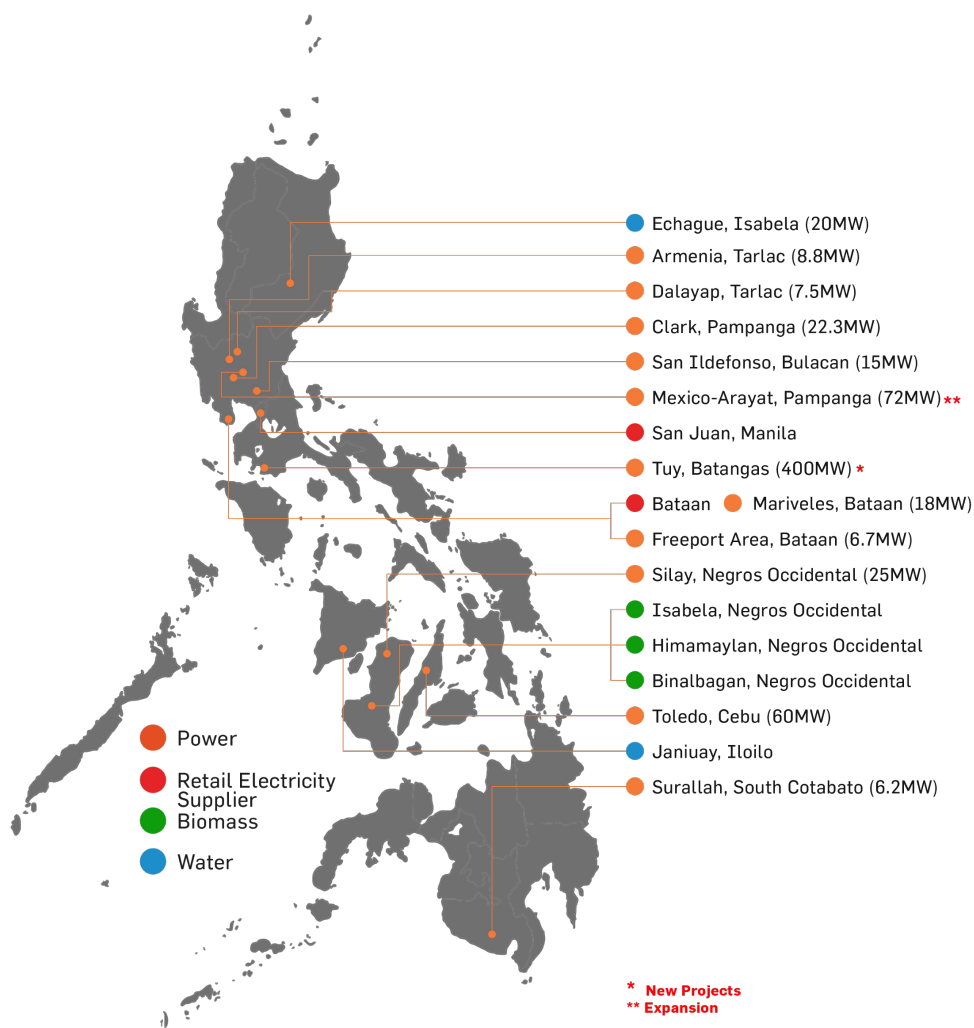 Echague, Isabela (20MW)
Armenia, Tarlac (8.8MW)
Dalayap, Tarlac (7.5MW)
Clark, Pampanga (22.3MW)
San Ildefonso, Bulacan (15MW)
Mexico-Arayat, Pampanga (72MW)**
San Juan, Manila
Tuy, Batangas (400MW)*
Bataan Mariveles, Bataan (18MW)
Freeport Area, Bataan (6.7MW)
Silay, Negros Occidental (25MW)
Isabela, Negros Occidental
Himamaylan, Negros Occidental
Binalbagan, Negros Occidental
Toledo, Cebu (60MW)
Janiuay, Iloilo
Surallah, South Cotabato (6.2MW)
Power
Retail Electricity
Supplier
Biomass
Water
* New Projects
** Expansion